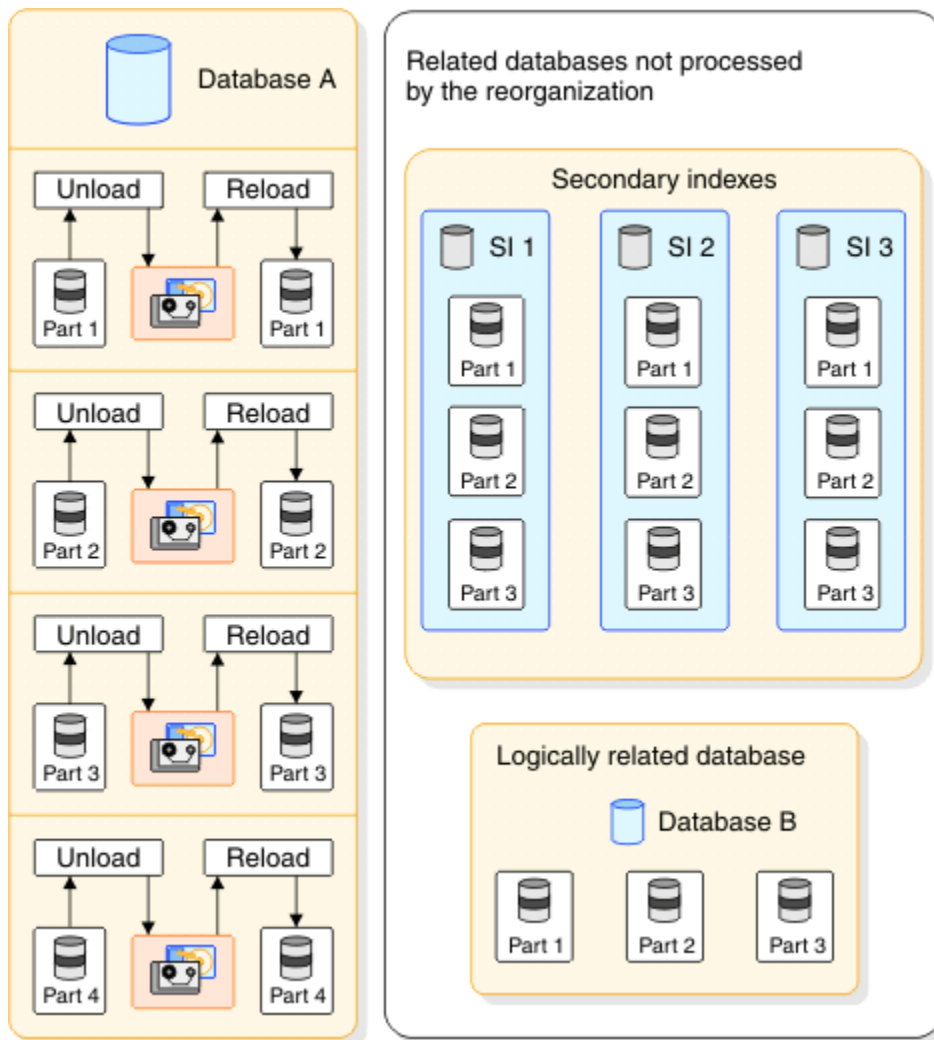 Database A
Unload
Reload
Part 1
Part 1
Unload
Reload
Part 2
Part 2
Unload
Reload
Part 3
Part 3
Unload
Reload
Part 4
Part 4
Related databases not processed
by the reorganization
Secondary indexes
SI 1
Part 1
Part 2
Part 3
SI 2
Part 1
Part 2
Part 3
SI 3
Part 1
Part 2
Part 3
Logically related database
Database B
Part 1
Part 2
Part 3